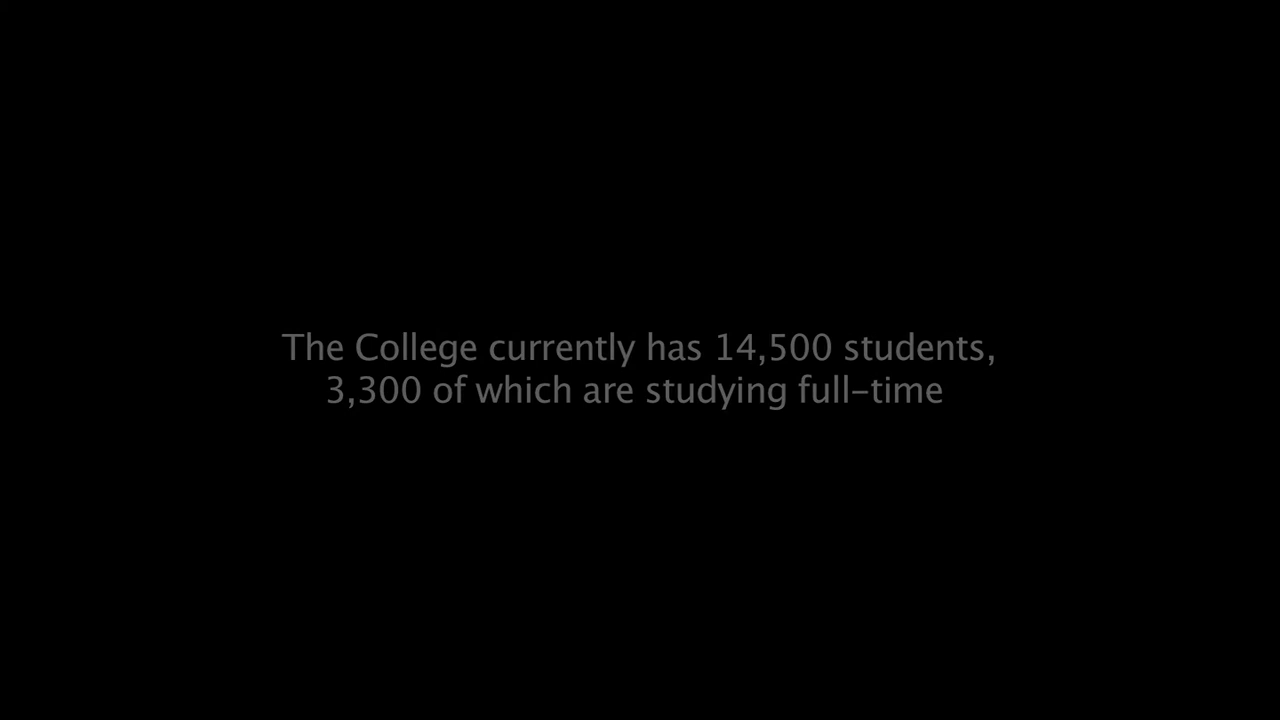 The College currently has 14,500 students,
3,300 of which are studying full-time